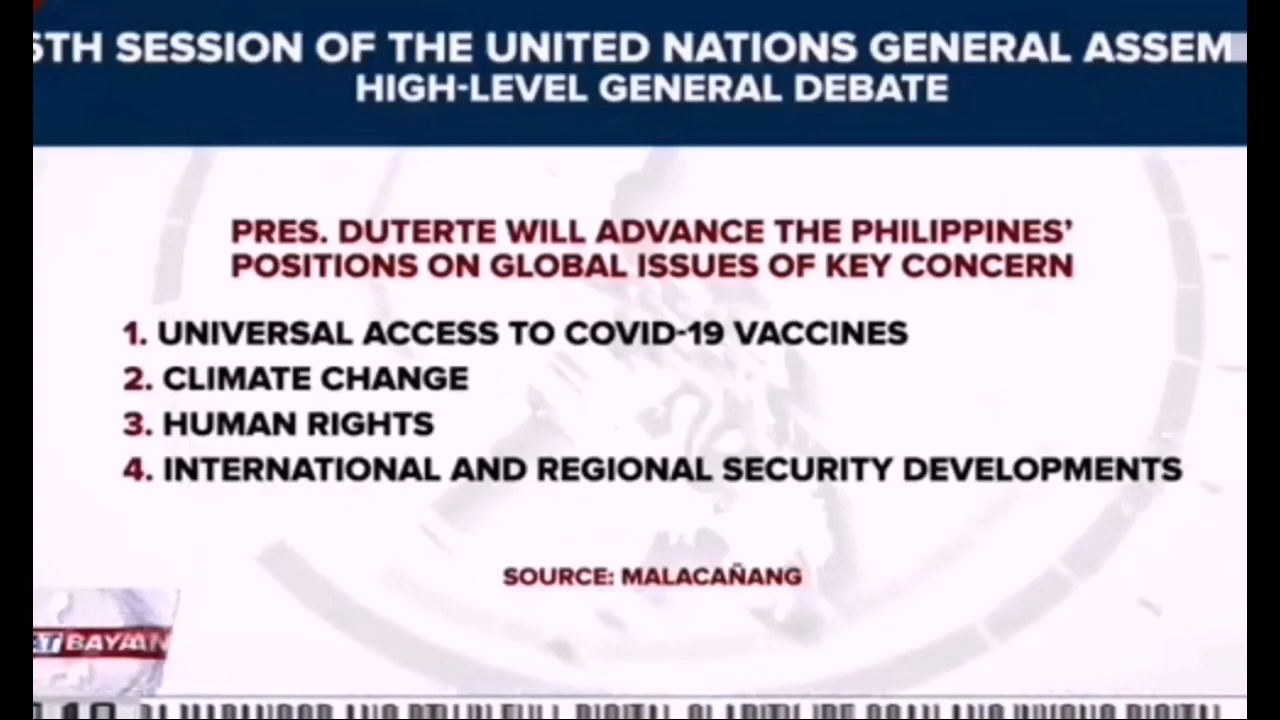 6TH SESSION OF THE UNITED NATIONS GENERAL ASSEM
HIGH-LEVEL GENERAL DEBATE
PRES. DUTERTE WILL ADVANCE THE PHILIPPINES'
POSITIONS ON GLOBAL ISSUES OF KEY CONCERN
1. UNIVERSAL ACCESS TO COVID-19 VACCINES
2. CLIMATE CHANGE
3. HUMAN RIGHTS
4. INTERNATIONAL AND REGIONAL SECURITY DEVELOPMENTS
SOURCE: MALACAÑANG
AT BAYAN